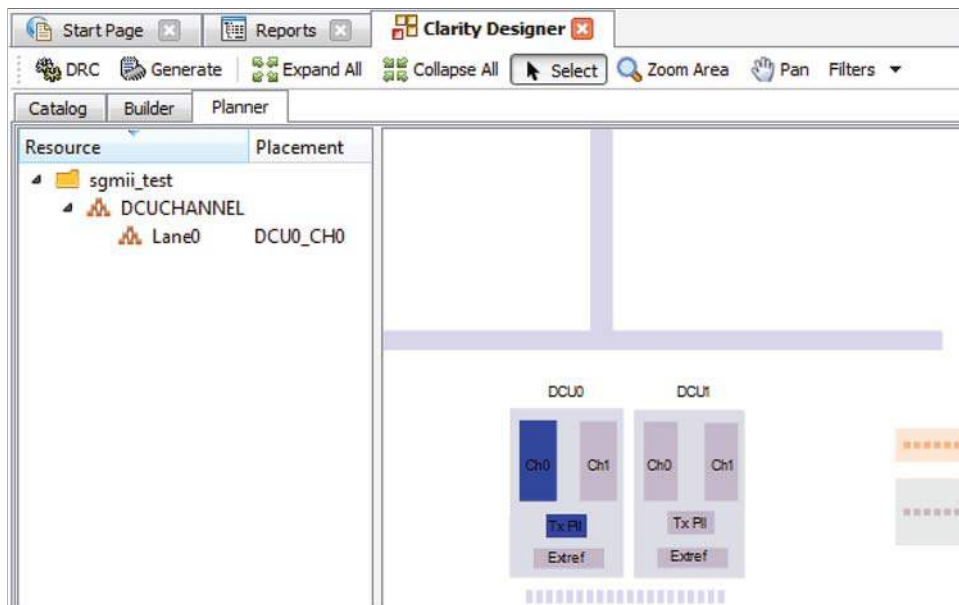 Start Page Reports Clarity Designer
DRC Generate Expand All Collapse All Select Zoom Area Pan Filters
Catalog Builder Planner
Resource Placement
sgmii_test
DCUCHANNEL
Lane0 DCU0_CH0
DCU0 DCU1
Ch0 Ch1 Ch0 Ch1
Tx Pll Tx Pll
Extref Extref